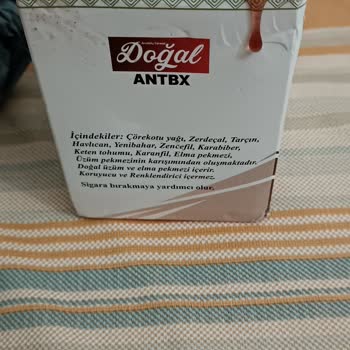 Doğal
ANTBX
İçindekiler: Çörekotu yağı, Zerdeçal, Tarçın,
Havlıcan, Yenibahar, Zencefil, Karabiber,
Keten tohumu, Karanfil, Elma pekmezi,
Üzüm pekmezinin karışımından oluşmaktadır.
Doğal üzüm ve elma pekmezi içerir.
Koruyucu ve Renklendirici içermez.
Sigara bırakmaya yardımcı olur.